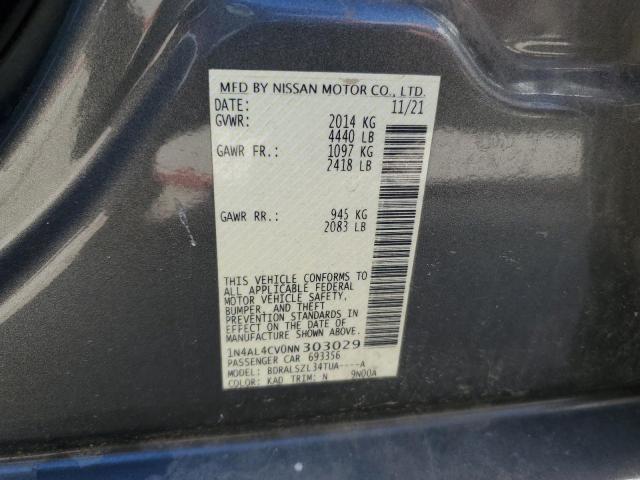 MFD BY NISSAN MOTOR CO., LTD.
DATE: 11/21
GVWR: 2014 KG
4440 LB
GAWR FR.: 1097 KG
2418 LB
GAWR RR.: 945 KG
2083 LB
THIS VEHICLE CONFORMS TO
ALL APPLICABLE FEDERAL
MOTOR VEHICLE SAFETY,
BUMPER, AND THEFT
PREVENTION STANDARDS IN
EFFECT ON THE DATE OF
MANUFACTURE SHOWN ABOVE.
1N4AL4CV0NN303029
PASSENGER CAR 693356
MODEL: BDRALSZL34TUA----A
COLOR: KAD TRIM: N 9N00A